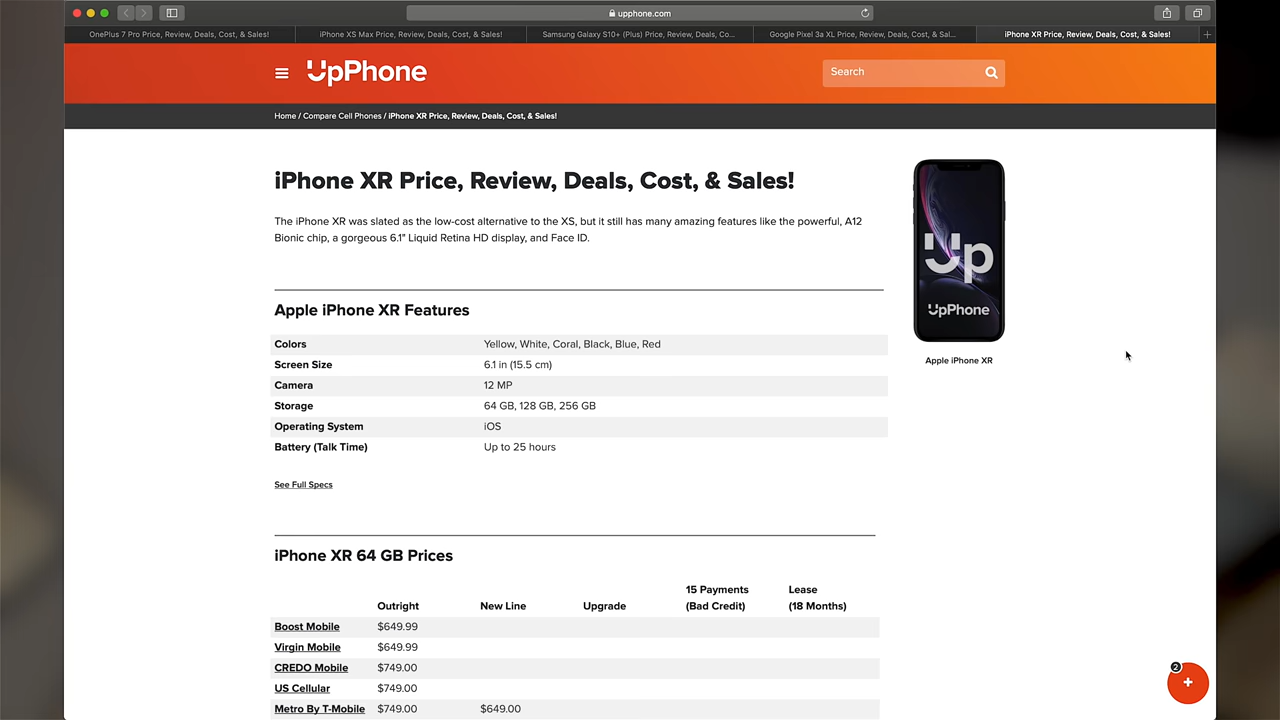 upphone.com
OnePlus 7 Pro Price, Review, Deals, Cost, & Sales!
iPhone XS Max Price, Review, Deals, Cost, & Sales!
Samsung Galaxy S10+ (Plus) Price, Review, Deals, Co...
Google Pixel 3a XL Price, Review, Deals, Cost, & Sal...
iPhone XR Price, Review, Deals, Cost, & Sales!
UpPhone
Search
Home / Compare Cell Phones / iPhone XR Price, Review, Deals, Cost, & Sales!
iPhone XR Price, Review, Deals, Cost, & Sales!
The iPhone XR was slated as the low-cost alternative to the XS, but it still has many amazing features like the powerful, A12
Bionic chip, a gorgeous 6.1" Liquid Retina HD display, and Face ID.
Up
UpPhone
Apple iPhone XR
Apple iPhone XR Features
Colors Yellow, White, Coral, Black, Blue, Red
Screen Size 6.1 in (15.5 cm)
Camera 12 MP
Storage 64 GB, 128 GB, 256 GB
Operating System iOS
Battery (Talk Time) Up to 25 hours
See Full Specs
iPhone XR 64 GB Prices
Outright New Line Upgrade 15 Payments (Bad Credit) Lease (18 Months)
Boost Mobile $649.99
Virgin Mobile $649.99
CREDO Mobile $749.00
US Cellular $749.00
Metro By T-Mobile $749.00 $649.00
2
+